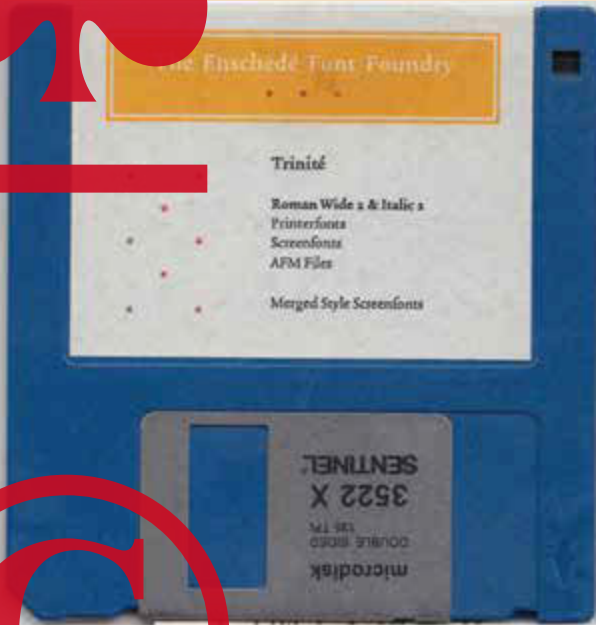 The Enschedé Font Foundry
Trinité
Roman Wide 2 & Italic 2
Printerfonts
Screenfonts
AFM Files
Merged Style Screenfonts
SENTINEL
3522 X
135 TPI
DOUBLE SIDED
microdisk